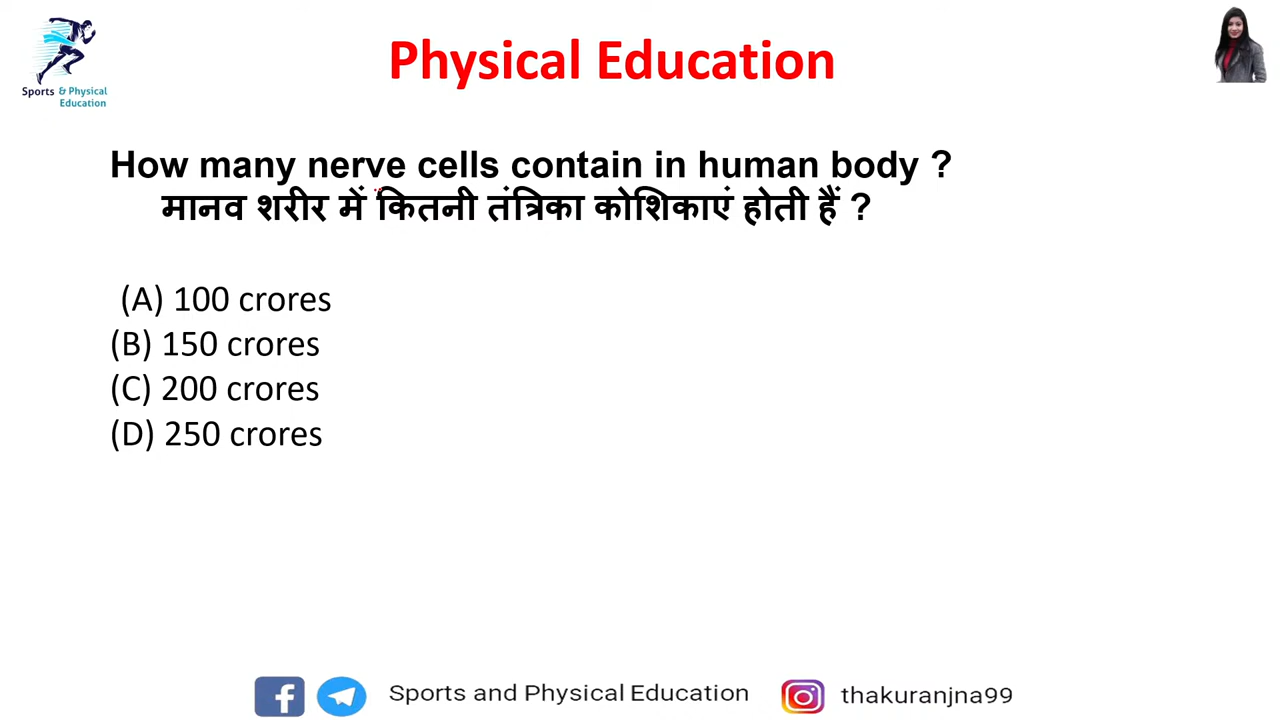 Physical Education
Sports & Physical
Education
How many nerve cells contain in human body ?
मानव शरीर में कितनी तंत्रिका कोशिकाएं होती हैं ?
(A) 100 crores
(B) 150 crores
(C) 200 crores
(D) 250 crores
Sports and Physical Education
thakuranjna99